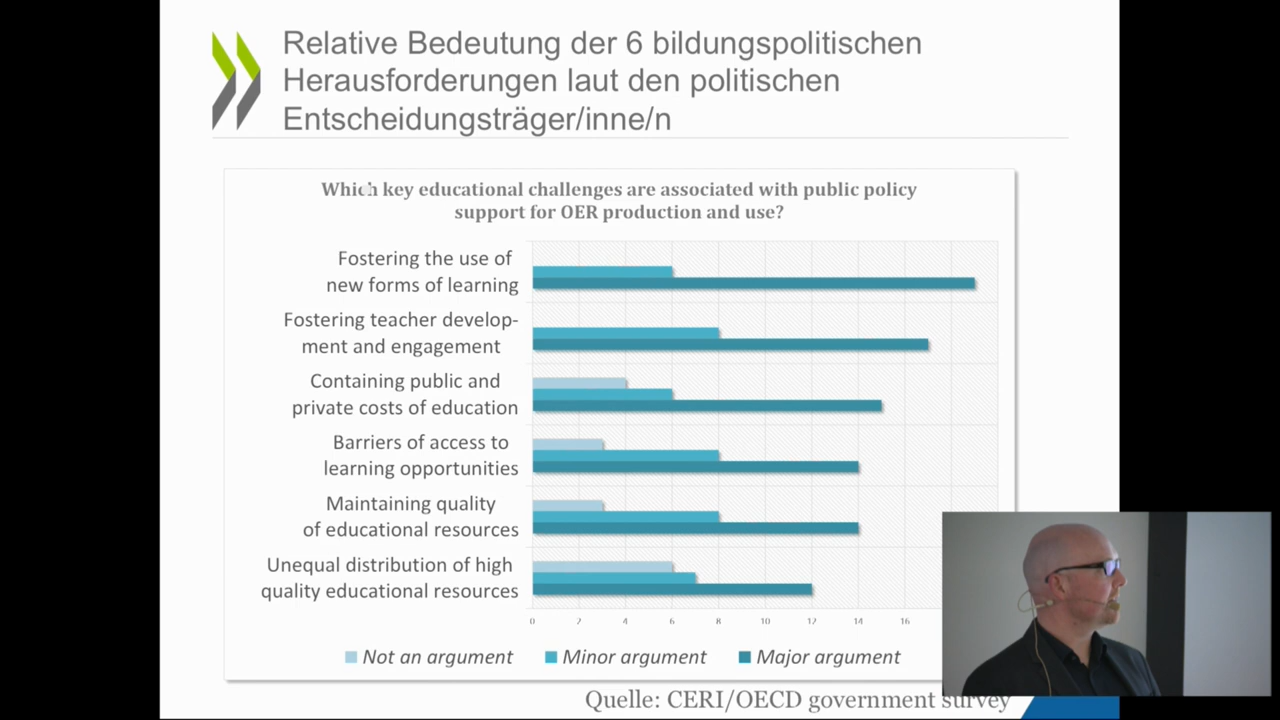 Relative Bedeutung der 6 bildungspolitischen
Herausforderungen laut den politischen
Entscheidungsträger/inne/n
Which key educational challenges are associated with public policy
support for OER production and use?
Fostering the use of
new forms of learning
Fostering teacher develop-
ment and engagement
Containing public and
private costs of education
Barriers of access to
learning opportunities
Maintaining quality
of educational resources
Unequal distribution of high
quality educational resources
0 2 4 6 8 10 12 14 16
Not an argument Minor argument Major argument
Quelle: CERI/OECD government survey